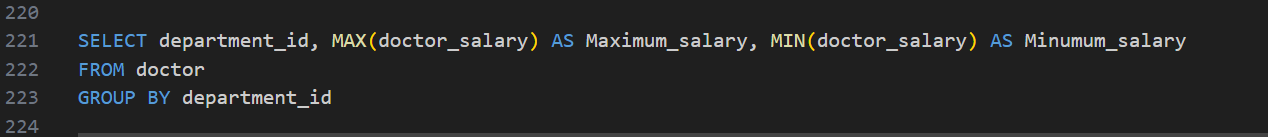 220
221 SELECT department_id, MAX(doctor_salary) AS Maximum_salary, MIN(doctor_salary) AS Minumum_salary
222 FROM doctor
223 GROUP BY department_id
224